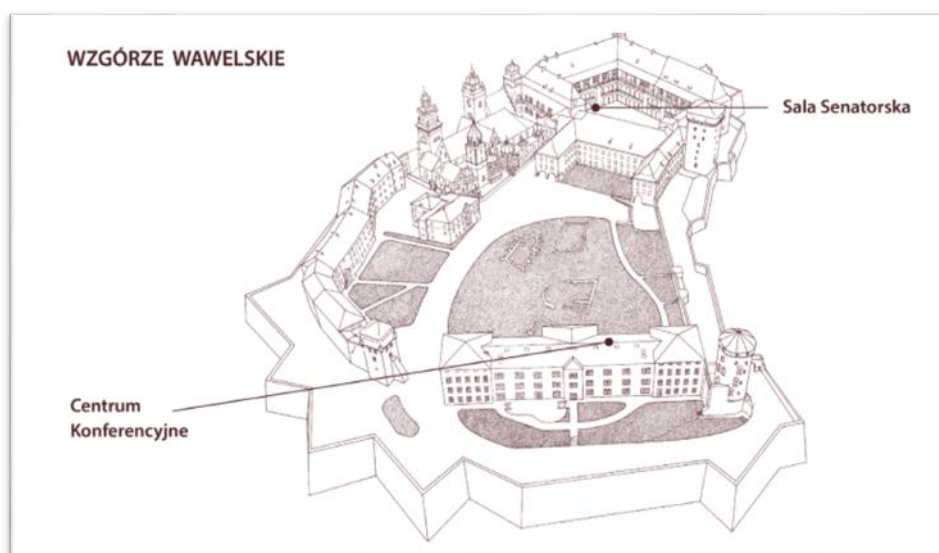 WZGÓRZE WAWELSKIE
Sala Senatorska
Centrum
Konferencyjne